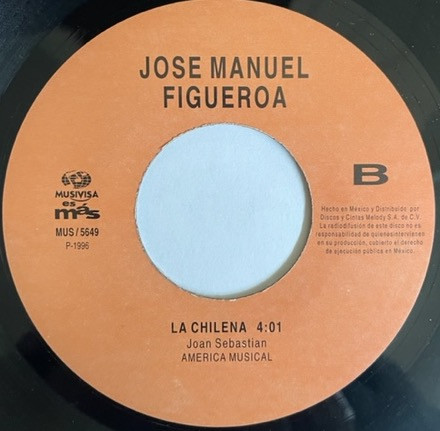 JOSE MANUEL
FIGUEROA
MUSIVISA
es
más
MUS / 5649
P-1996
B
Hecho en México y Distribuido por
Discos y Cintas Melody S.A. de C.V.
La radiodifusión de este disco no es
responsabilidad de quienes intervienen
en su producción, cubierto el derecho
de ejecución pública en México.
LA CHILENA 4:01
Joan Sebastian
AMERICA MUSICAL